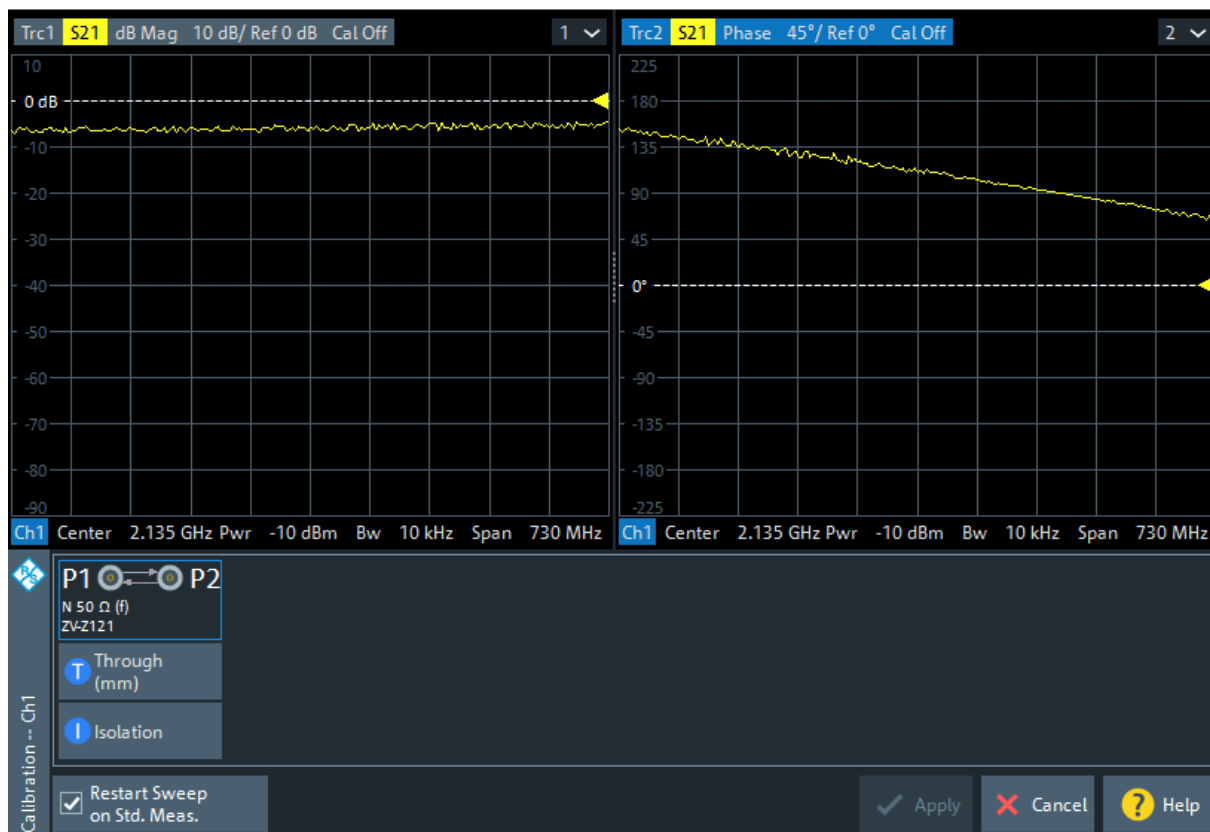 Trc1 S21 dB Mag 10 dB/ Ref 0 dB Cal Off 1
10
0 dB
-10
-20
-30
-40
-50
-60
-70
-80
-90
Ch1 Center 2.135 GHz Pwr -10 dBm Bw 10 kHz Span 730 MHz
Trc2 S21 Phase 45°/ Ref 0° Cal Off 2
225
180
135
90
45
0°
-45
-90
-135
-180
-225
Ch1 Center 2.135 GHz Pwr -10 dBm Bw 10 kHz Span 730 MHz
R/S
Calibration -- Ch1
P1 P2
N 50 Ω (f)
ZV-Z121
T Through
(mm)
I Isolation
Restart Sweep
on Std. Meas.
Apply
Cancel
? Help